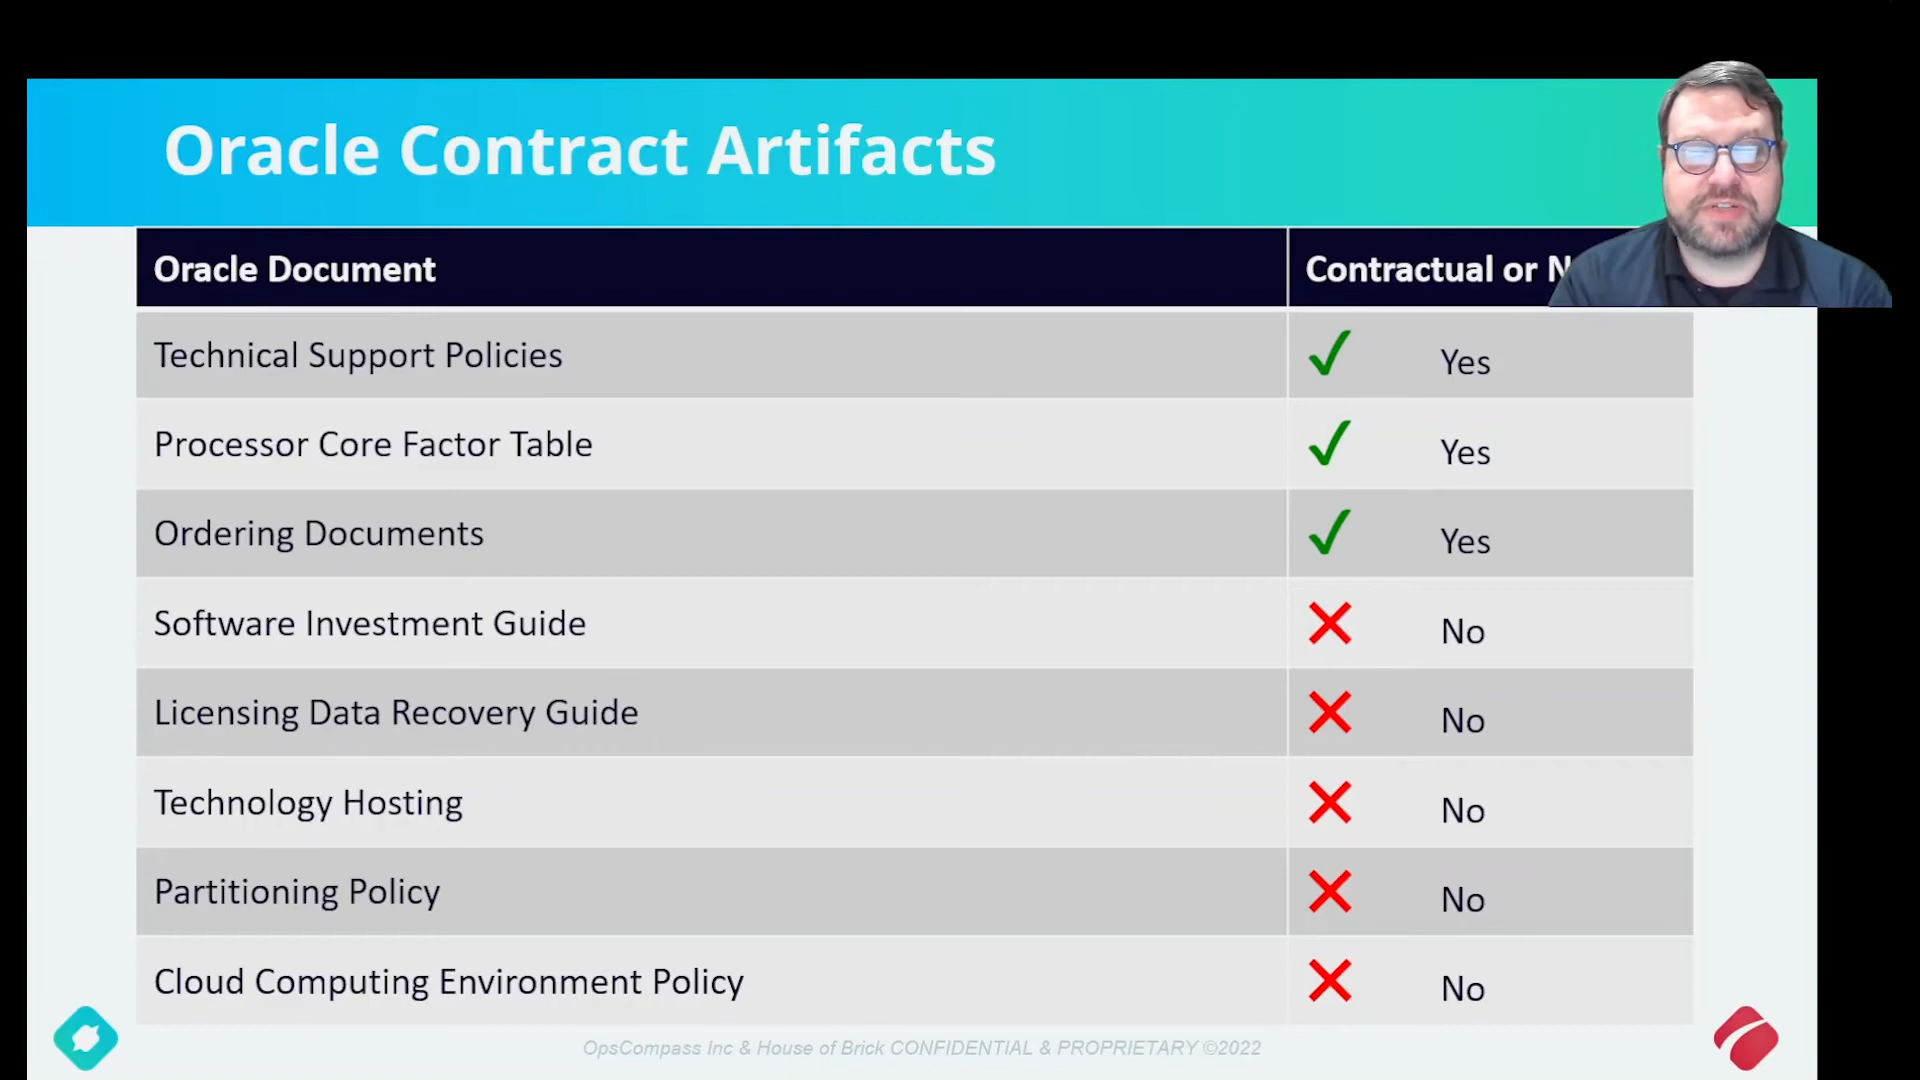 Oracle Contract Artifacts
Oracle Document Contractual or N
Technical Support Policies Yes
Processor Core Factor Table Yes
Ordering Documents Yes
Software Investment Guide No
Licensing Data Recovery Guide No
Technology Hosting No
Partitioning Policy No
Cloud Computing Environment Policy No
OpsCompass Inc & House of Brick CONFIDENTIAL & PROPRIETARY ©2022